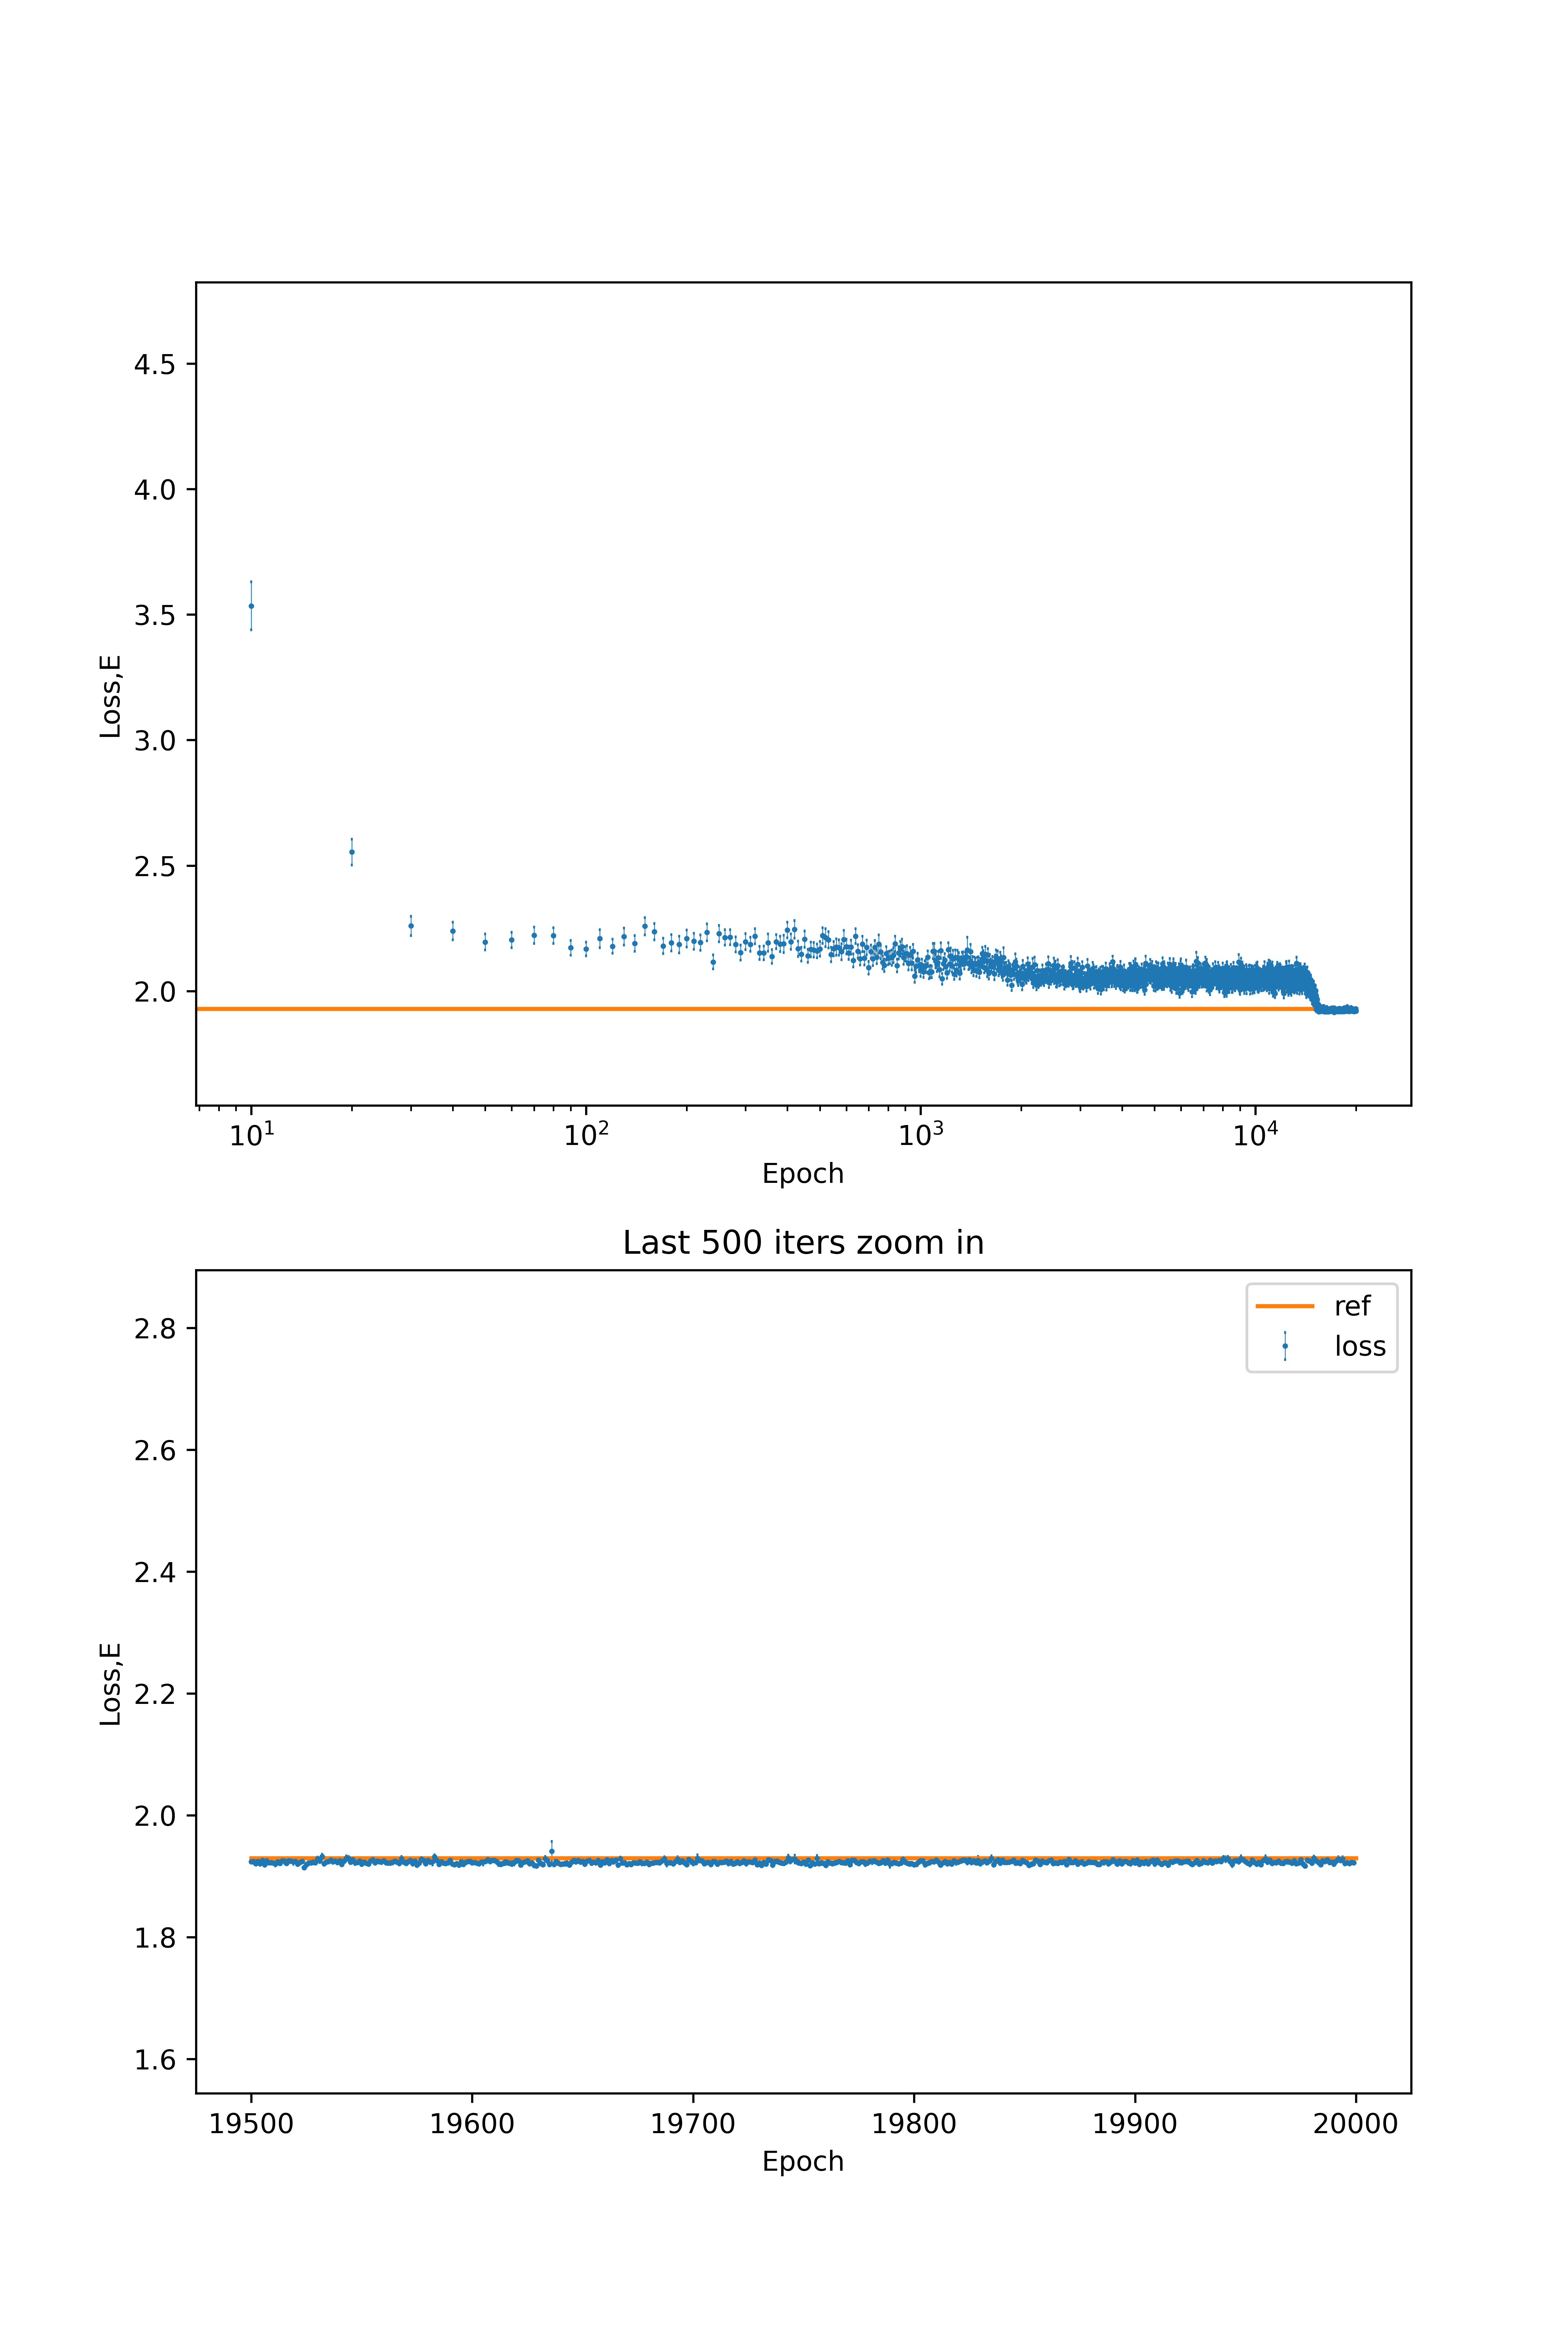 4.5
4.0
3.5
3.0
2.5
2.0
Loss,E
10¹ 10² 10³ 10⁴
Epoch
Last 500 iters zoom in
ref
loss
2.8
2.6
2.4
2.2
2.0
1.8
1.6
Loss,E
19500 19600 19700 19800 19900 20000
Epoch